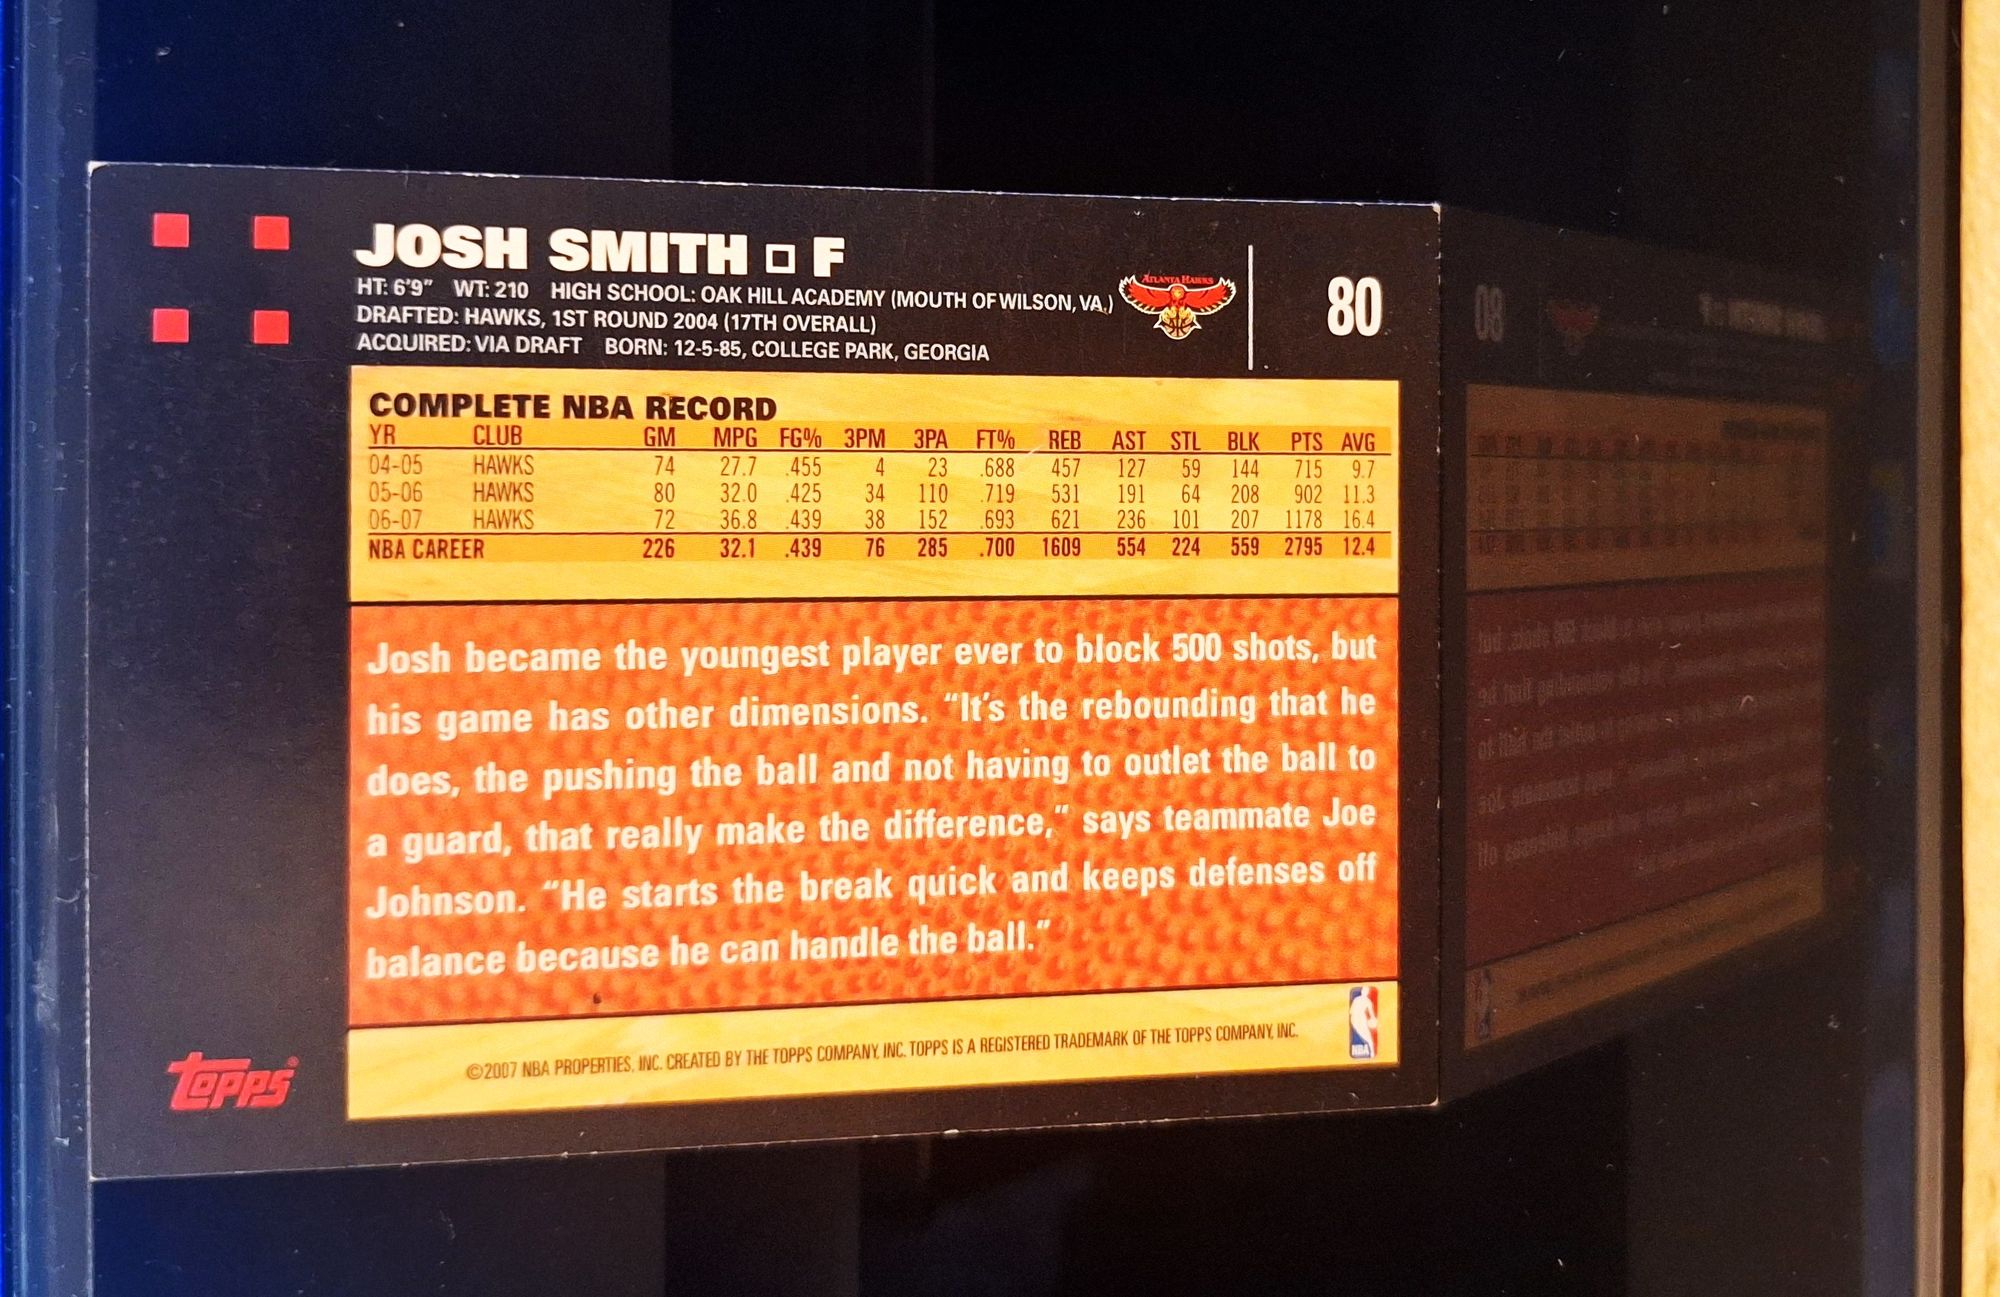 JOSH SMITH □ F
HT: 6'9" WT: 210 HIGH SCHOOL: OAK HILL ACADEMY (MOUTH OF WILSON, VA.)
DRAFTED: HAWKS, 1ST ROUND 2004 (17TH OVERALL)
ACQUIRED: VIA DRAFT BORN: 12-5-85, COLLEGE PARK, GEORGIA
ATLANTA HAWKS
80
COMPLETE NBA RECORD
YR CLUB GM MPG FG% 3PM 3PA FT% REB AST STL BLK PTS AVG
04-05 HAWKS 74 27.7 .455 4 23 .688 457 127 59 144 715 9.7
05-06 HAWKS 80 32.0 .425 34 110 .719 531 191 64 208 902 11.3
06-07 HAWKS 72 36.8 .439 38 152 .693 621 236 101 207 1178 16.4
NBA CAREER 226 32.1 .439 76 285 .700 1609 554 224 559 2795 12.4
Josh became the youngest player ever to block 500 shots, but
his game has other dimensions. “It's the rebounding that he
does, the pushing the ball and not having to outlet the ball to
a guard, that really make the difference,” says teammate Joe
Johnson. “He starts the break quick and keeps defenses off
balance because he can handle the ball.”
©2007 NBA PROPERTIES, INC. CREATED BY THE TOPPS COMPANY, INC. TOPPS IS A REGISTERED TRADEMARK OF THE TOPPS COMPANY, INC.
NBA
topps®